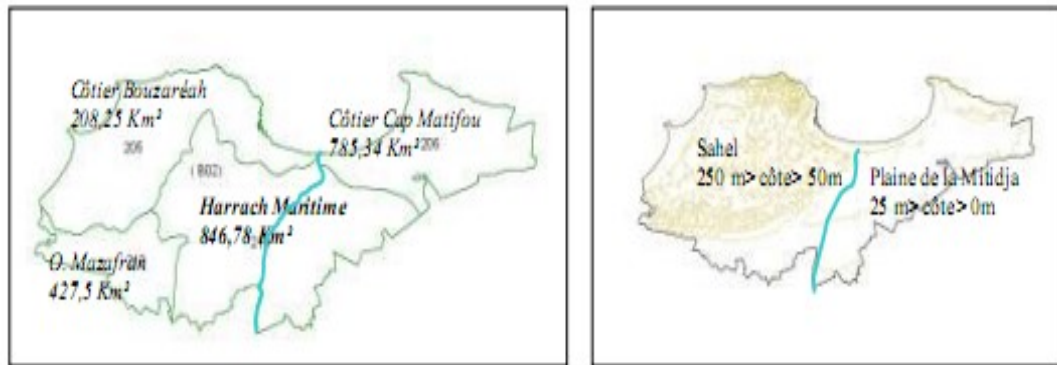 Côtier Bouzaréah
208,25 Km²
206
Côtier Cap Matifou
785,34 Km²
206
(802)
Harrach Maritime
846,78 Km²
O. Mazafran
427,5 Km²
Sahel
250 m> côte> 50m
Plaine de la Mitidja
25 m> côte> 0m